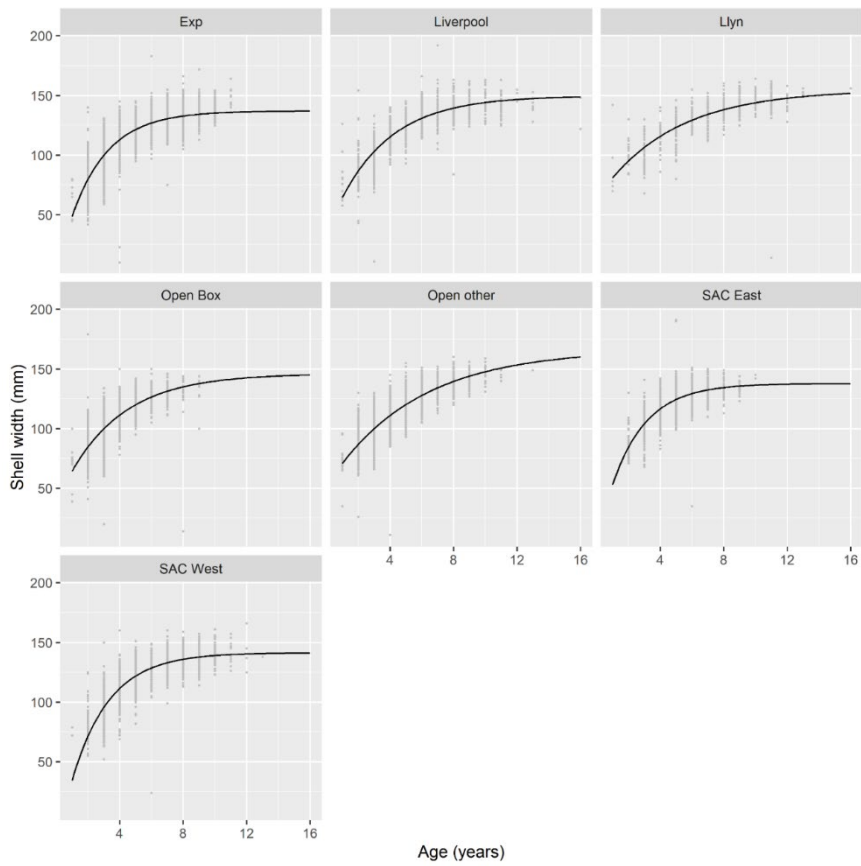 Exp
Liverpool
Llyn
200
150
100
50
Open Box
Open other
SAC East
200
150
100
50
Shell width (mm)
4 8 12 16
4 8 12 16
SAC West
200
150
100
50
4 8 12 16
Age (years)